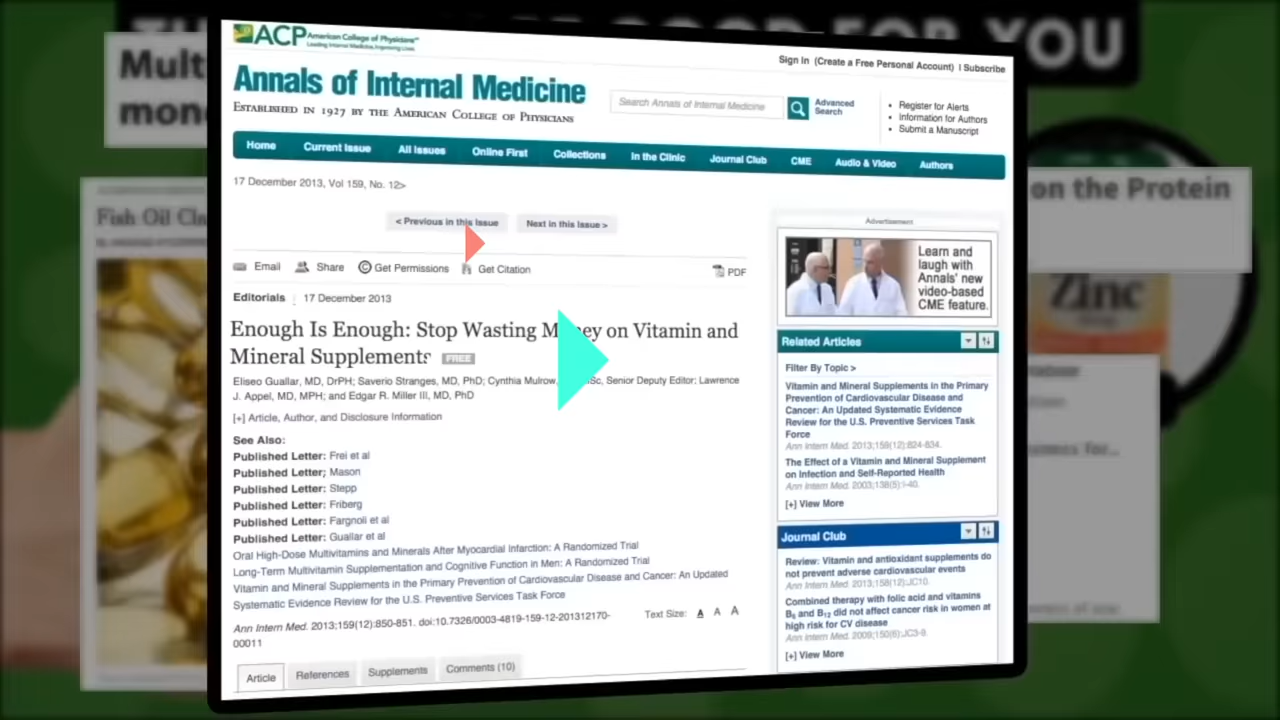 FOR YOU
Mult
mon
Fish Oil Cla
on the Protein
Zinc
ACP American College of Physicians™
Leading Internal Medicine, Improving Lives
Sign In (Create a Free Personal Account) | Subscribe
Annals of Internal Medicine
ESTABLISHED IN 1927 BY THE AMERICAN COLLEGE OF PHYSICIANS
Search Annals of Internal Medicine
Advanced
Search
Register for Alerts
Information for Authors
Submit a Manuscript
Home Current Issue All Issues Online First Collections In the Clinic Journal Club CME Audio & Video Authors
17 December 2013, Vol 159, No. 12>
< Previous in this Issue Next in this Issue >
Email Share Get Permissions Get Citation PDF
Editorials | 17 December 2013
Enough Is Enough: Stop Wasting Money on Vitamin and
Mineral Supplements FREE
Eliseo Guallar, MD, DrPH; Saverio Stranges, MD, PhD; Cynthia Mulrow, Sc, Senior Deputy Editor; Lawrence
J. Appel, MD, MPH; and Edgar R. Miller III, MD, PhD
[+] Article, Author, and Disclosure Information
See Also:
Published Letter: Frei et al
Published Letter: Mason
Published Letter: Stepp
Published Letter: Friberg
Published Letter: Fargnoli et al
Published Letter: Guallar et al
Oral High-Dose Multivitamins and Minerals After Myocardial Infarction: A Randomized Trial
Long-Term Multivitamin Supplementation and Cognitive Function in Men: A Randomized Trial
Vitamin and Mineral Supplements in the Primary Prevention of Cardiovascular Disease and Cancer: An Updated
Systematic Evidence Review for the U.S. Preventive Services Task Force
Ann Intern Med. 2013;159(12):850-851. doi:10.7326/0003-4819-159-12-201312170-
00011
Text Size: A A A
Article References Supplements Comments (10)
Advertisement
Learn and
laugh with
Annals' new
video-based
CME feature.
Related Articles
Filter By Topic >
Vitamin and Mineral Supplements in the Primary
Prevention of Cardiovascular Disease and
Cancer: An Updated Systematic Evidence
Review for the U.S. Preventive Services Task
Force
Ann Intern Med. 2013;159(12):824-834.
The Effect of a Vitamin and Mineral Supplement
on Infection and Self-Reported Health
Ann Intern Med. 2003;138(5):I-40.
[+] View More
Journal Club
Review: Vitamin and antioxidant supplements do
not prevent adverse cardiovascular events
Ann Intern Med. 2013;158(12):JC10.
Combined therapy with folic acid and vitamins
B6 and B12 did not affect cancer risk in women at
high risk for CV disease
Ann Intern Med. 2009;150(6):JC3-9.
[+] View More